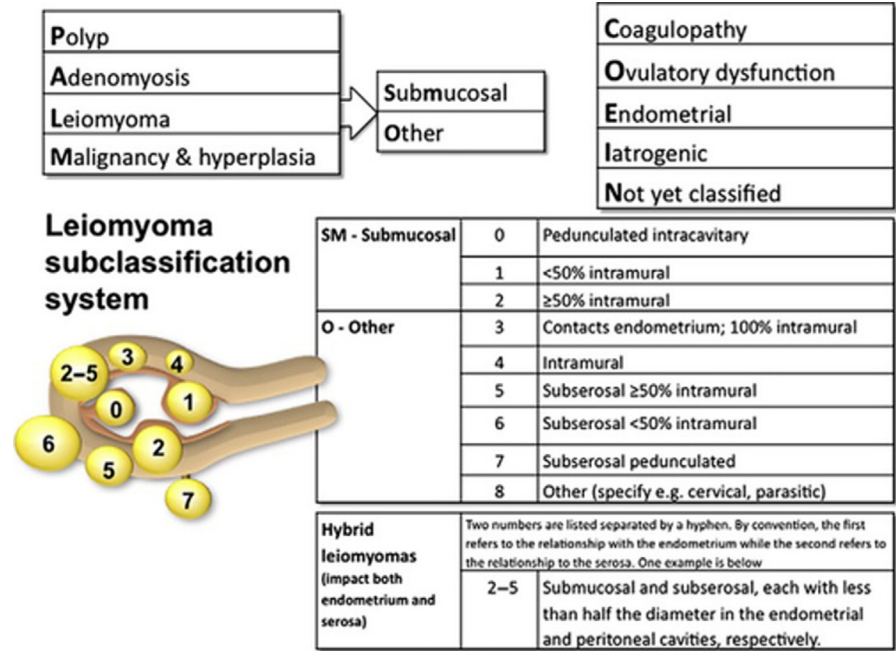 Polyp
Adenomyosis
Leiomyoma
Malignancy & hyperplasia
Submucosal
Other
Coagulopathy
Ovulatory dysfunction
Endometrial
Iatrogenic
Not yet classified
Leiomyoma
subclassification
system
2–5
3
4
0
1
6
5
2
7
SM - Submucosal
0 Pedunculated intracavitary
1 <50% intramural
2 ≥50% intramural
O - Other
3 Contacts endometrium; 100% intramural
4 Intramural
5 Subserosal ≥50% intramural
6 Subserosal <50% intramural
7 Subserosal pedunculated
8 Other (specify e.g. cervical, parasitic)
Hybrid
leiomyomas
(impact both
endometrium and
serosa)
Two numbers are listed separated by a hyphen. By convention, the first
refers to the relationship with the endometrium while the second refers to
the relationship to the serosa. One example is below
2–5 Submucosal and subserosal, each with less
than half the diameter in the endometrial
and peritoneal cavities, respectively.